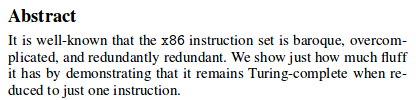 Abstract
It is well-known that the x86 instruction set is baroque, overcom-
plicated, and redundantly redundant. We show just how much fluff
it has by demonstrating that it remains Turing-complete when re-
duced to just one instruction.